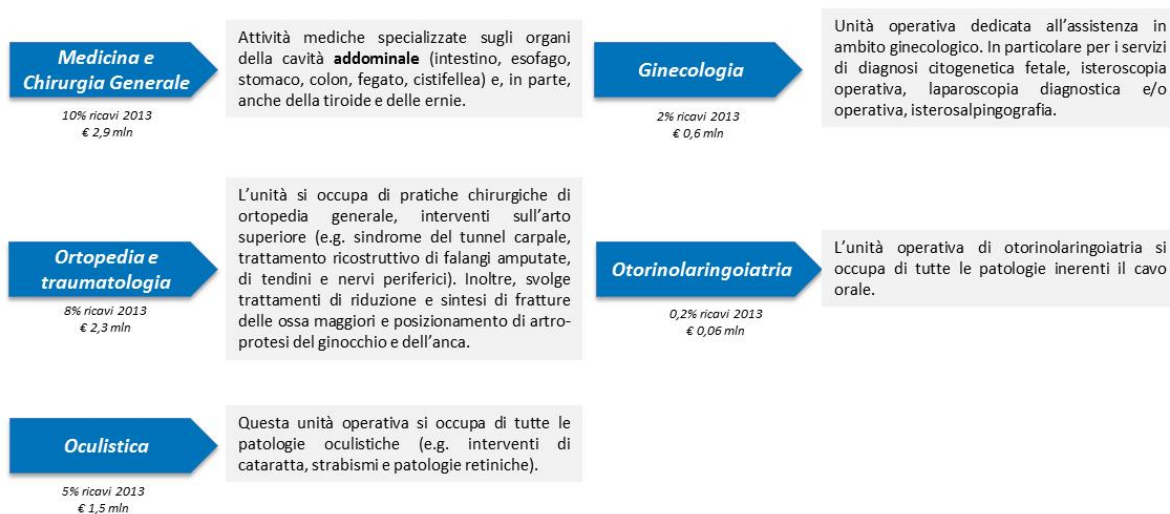 Medicina e
Chirurgia Generale
10% ricavi 2013
€ 2,9 mln
Attività mediche specializzate sugli organi
della cavità addominale (intestino, esofago,
stomaco, colon, fegato, cistifellea) e, in parte,
anche della tiroide e delle ernie.
Ginecologia
2% ricavi 2013
€ 0,6 mln
Unità operativa dedicata all’assistenza in
ambito ginecologico. In particolare per i servizi
di diagnosi citogenetica fetale, isteroscopia
operativa, laparoscopia diagnostica e/o
operativa, isterosalpingografia.
Ortopedia e
traumatologia
8% ricavi 2013
€ 2,3 mln
L’unità si occupa di pratiche chirurgiche di
ortopedia generale, interventi sull’arto
superiore (e.g. sindrome del tunnel carpale,
trattamento ricostruttivo di falangi amputate,
di tendini e nervi periferici). Inoltre, svolge
trattamenti di riduzione e sintesi di fratture
delle ossa maggiori e posizionamento di artro-
protesi del ginocchio e dell’anca.
Otorinolaringoiatria
0,2% ricavi 2013
€ 0,06 mln
L’unità operativa di otorinolaringoiatria si
occupa di tutte le patologie inerenti il cavo
orale.
Oculistica
5% ricavi 2013
€ 1,5 mln
Questa unità operativa si occupa di tutte le
patologie oculistiche (e.g. interventi di
cataratta, strabismi e patologie retiniche).